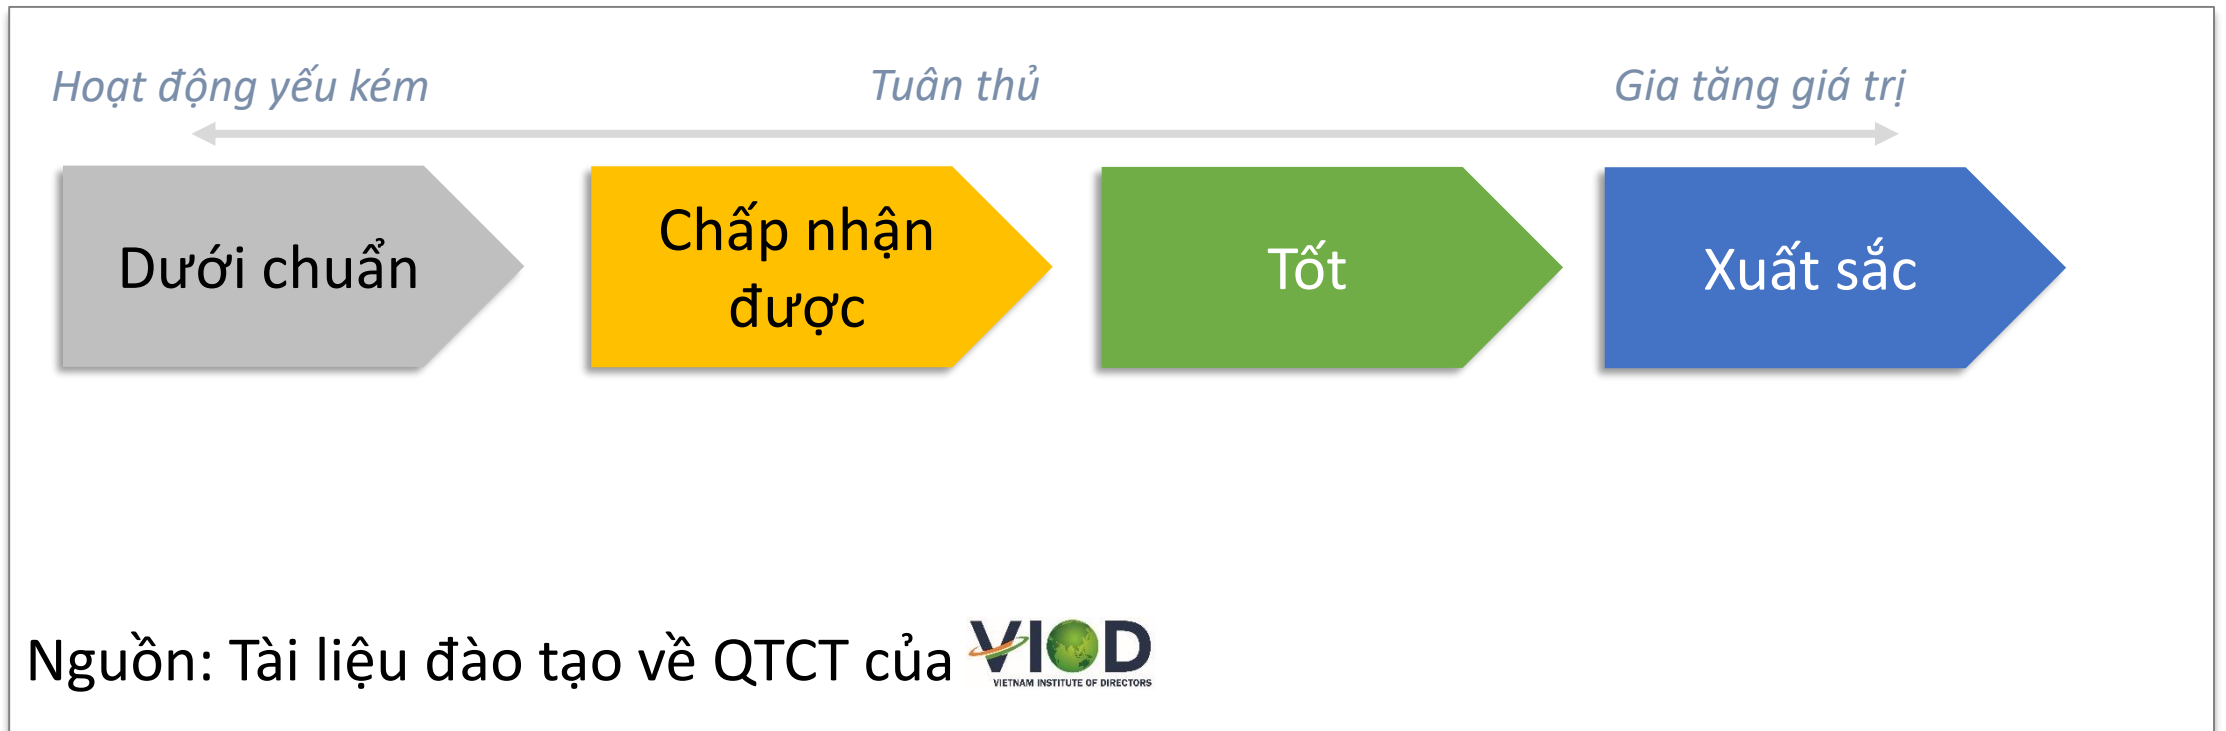 Hoạt động yếu kém
Tuân thủ
Gia tăng giá trị
Dưới chuẩn
Chấp nhận
được
Tốt
Xuất sắc
Nguồn: Tài liệu đào tạo về QTCT của
VIOD
VIETNAM INSTITUTE OF DIRECTORS